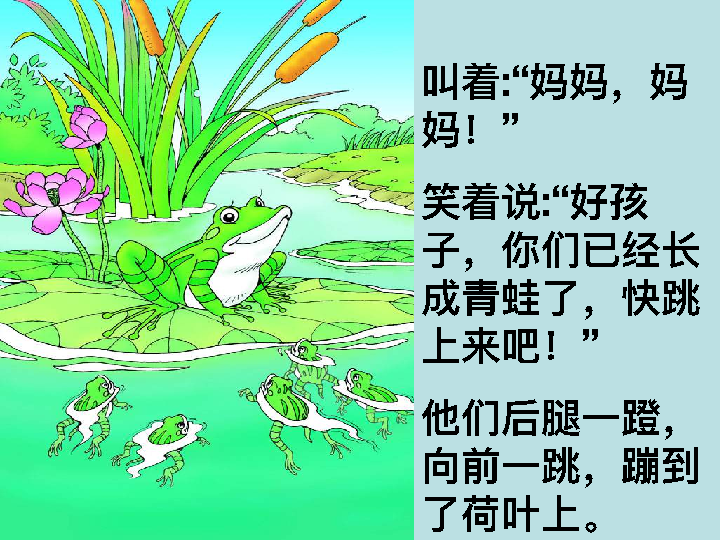 叫着:“妈妈，妈
妈！”
笑着说:“好孩
子，你们已经长
成青蛙了，快跳
上来吧！”
他们后腿一蹬，
向前一跳，蹦到
了荷叶上。